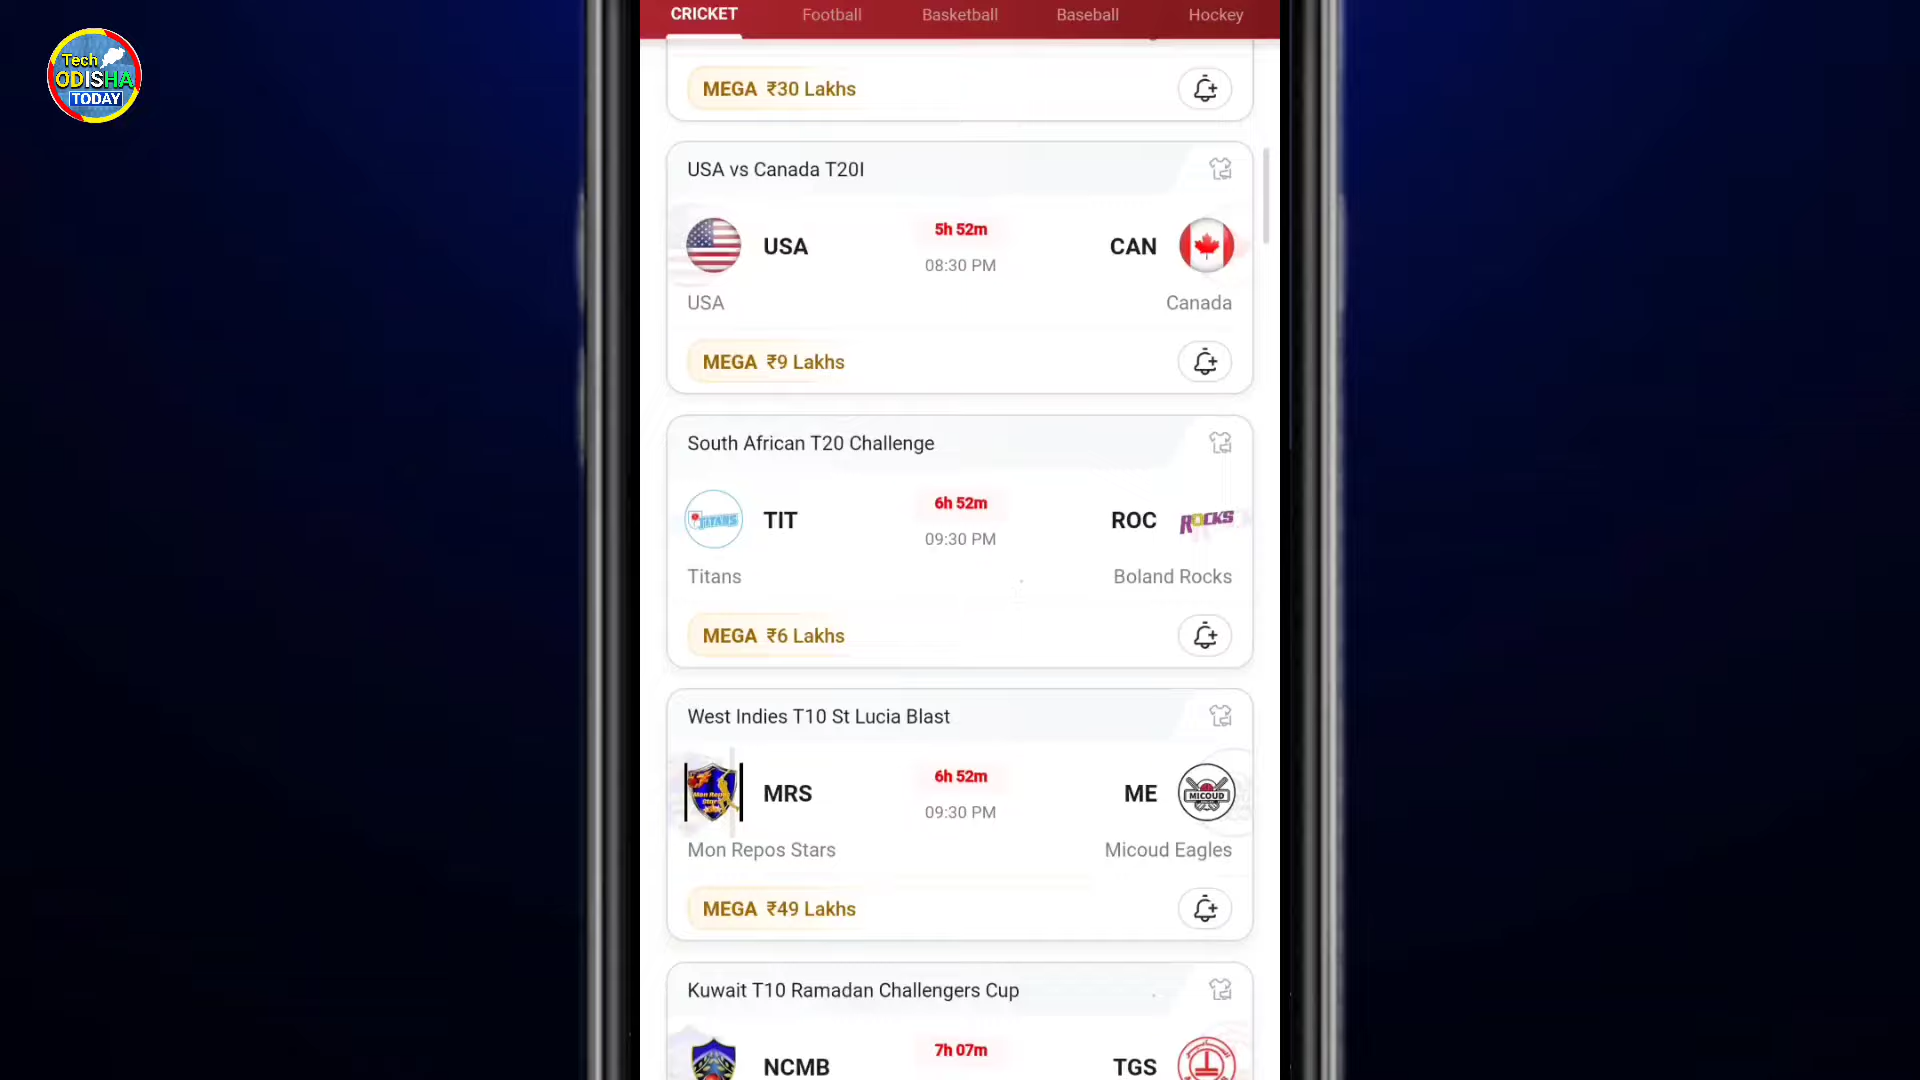 Tech
ODISHA
TODAY
CRICKET Football Basketball Baseball Hockey
MEGA ₹30 Lakhs
USA vs Canada T20I
USA 5h 52m CAN
08:30 PM
USA Canada
MEGA ₹9 Lakhs
South African T20 Challenge
TITANS TIT 6h 52m ROC ROCKS
09:30 PM
Titans Boland Rocks
MEGA ₹6 Lakhs
West Indies T10 St Lucia Blast
MRS 6h 52m ME MICOUD
09:30 PM
Mon Repos Stars Micoud Eagles
MEGA ₹49 Lakhs
Kuwait T10 Ramadan Challengers Cup
NCMB 7h 07m TGS